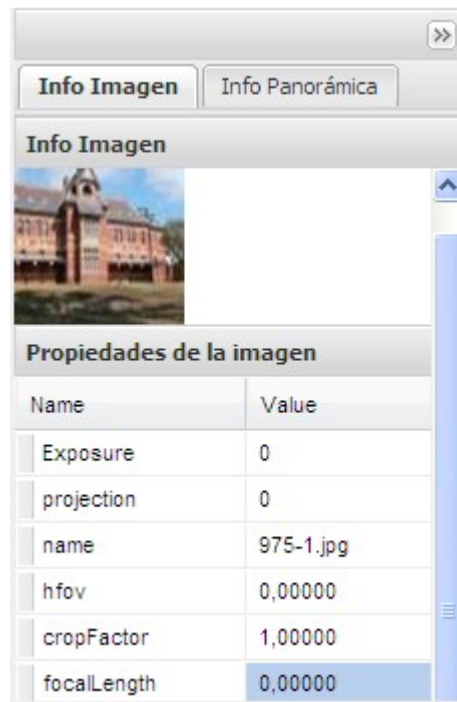 Info Imagen Info Panorámica
Info Imagen
Propiedades de la imagen
Name Value
Exposure 0
projection 0
name 975-1.jpg
hfov 0,00000
cropFactor 1,00000
focalLength 0,00000